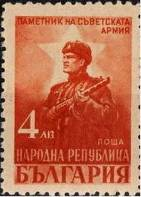 ПАМЕТНИК НА СЪВЕТСКАТА
АРМИЯ
4 ЛВ
ПОЩА
НАРОДНА РЕПУБЛИКА
БЪЛГАРИЯ